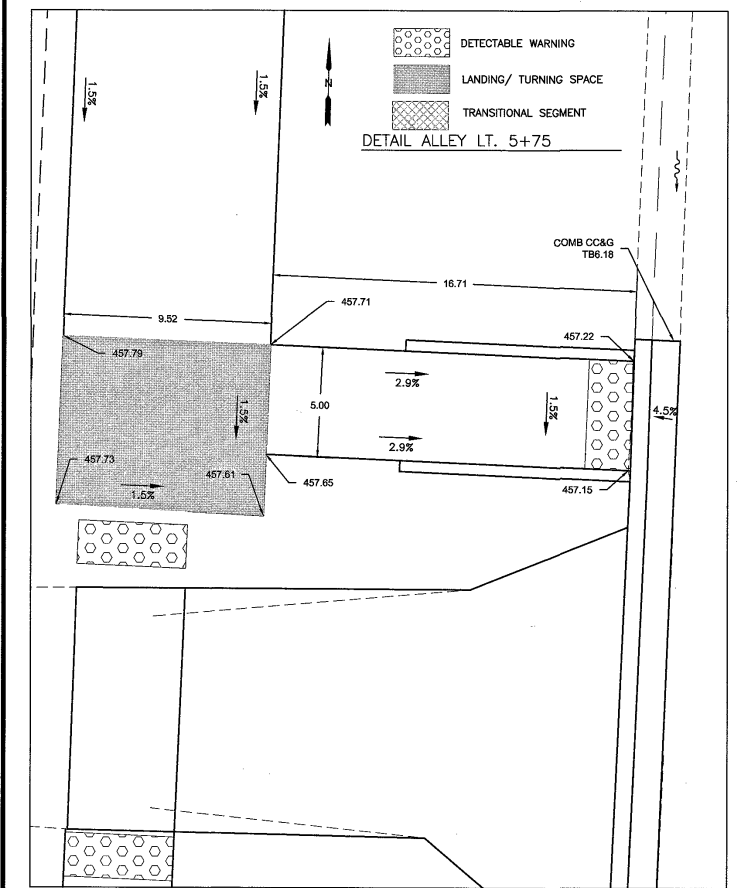 DETECTABLE WARNING
1.5%
1.5%
N
LANDING/ TURNING SPACE
TRANSITIONAL SEGMENT
DETAIL ALLEY LT. 5+75
COMB CC&G
TB6.18
16.71
9.52
457.71
457.22
457.79
2.9%
5.00
1.5%
1.5%
4.5%
2.9%
457.73
457.61
1.5%
457.65
457.15